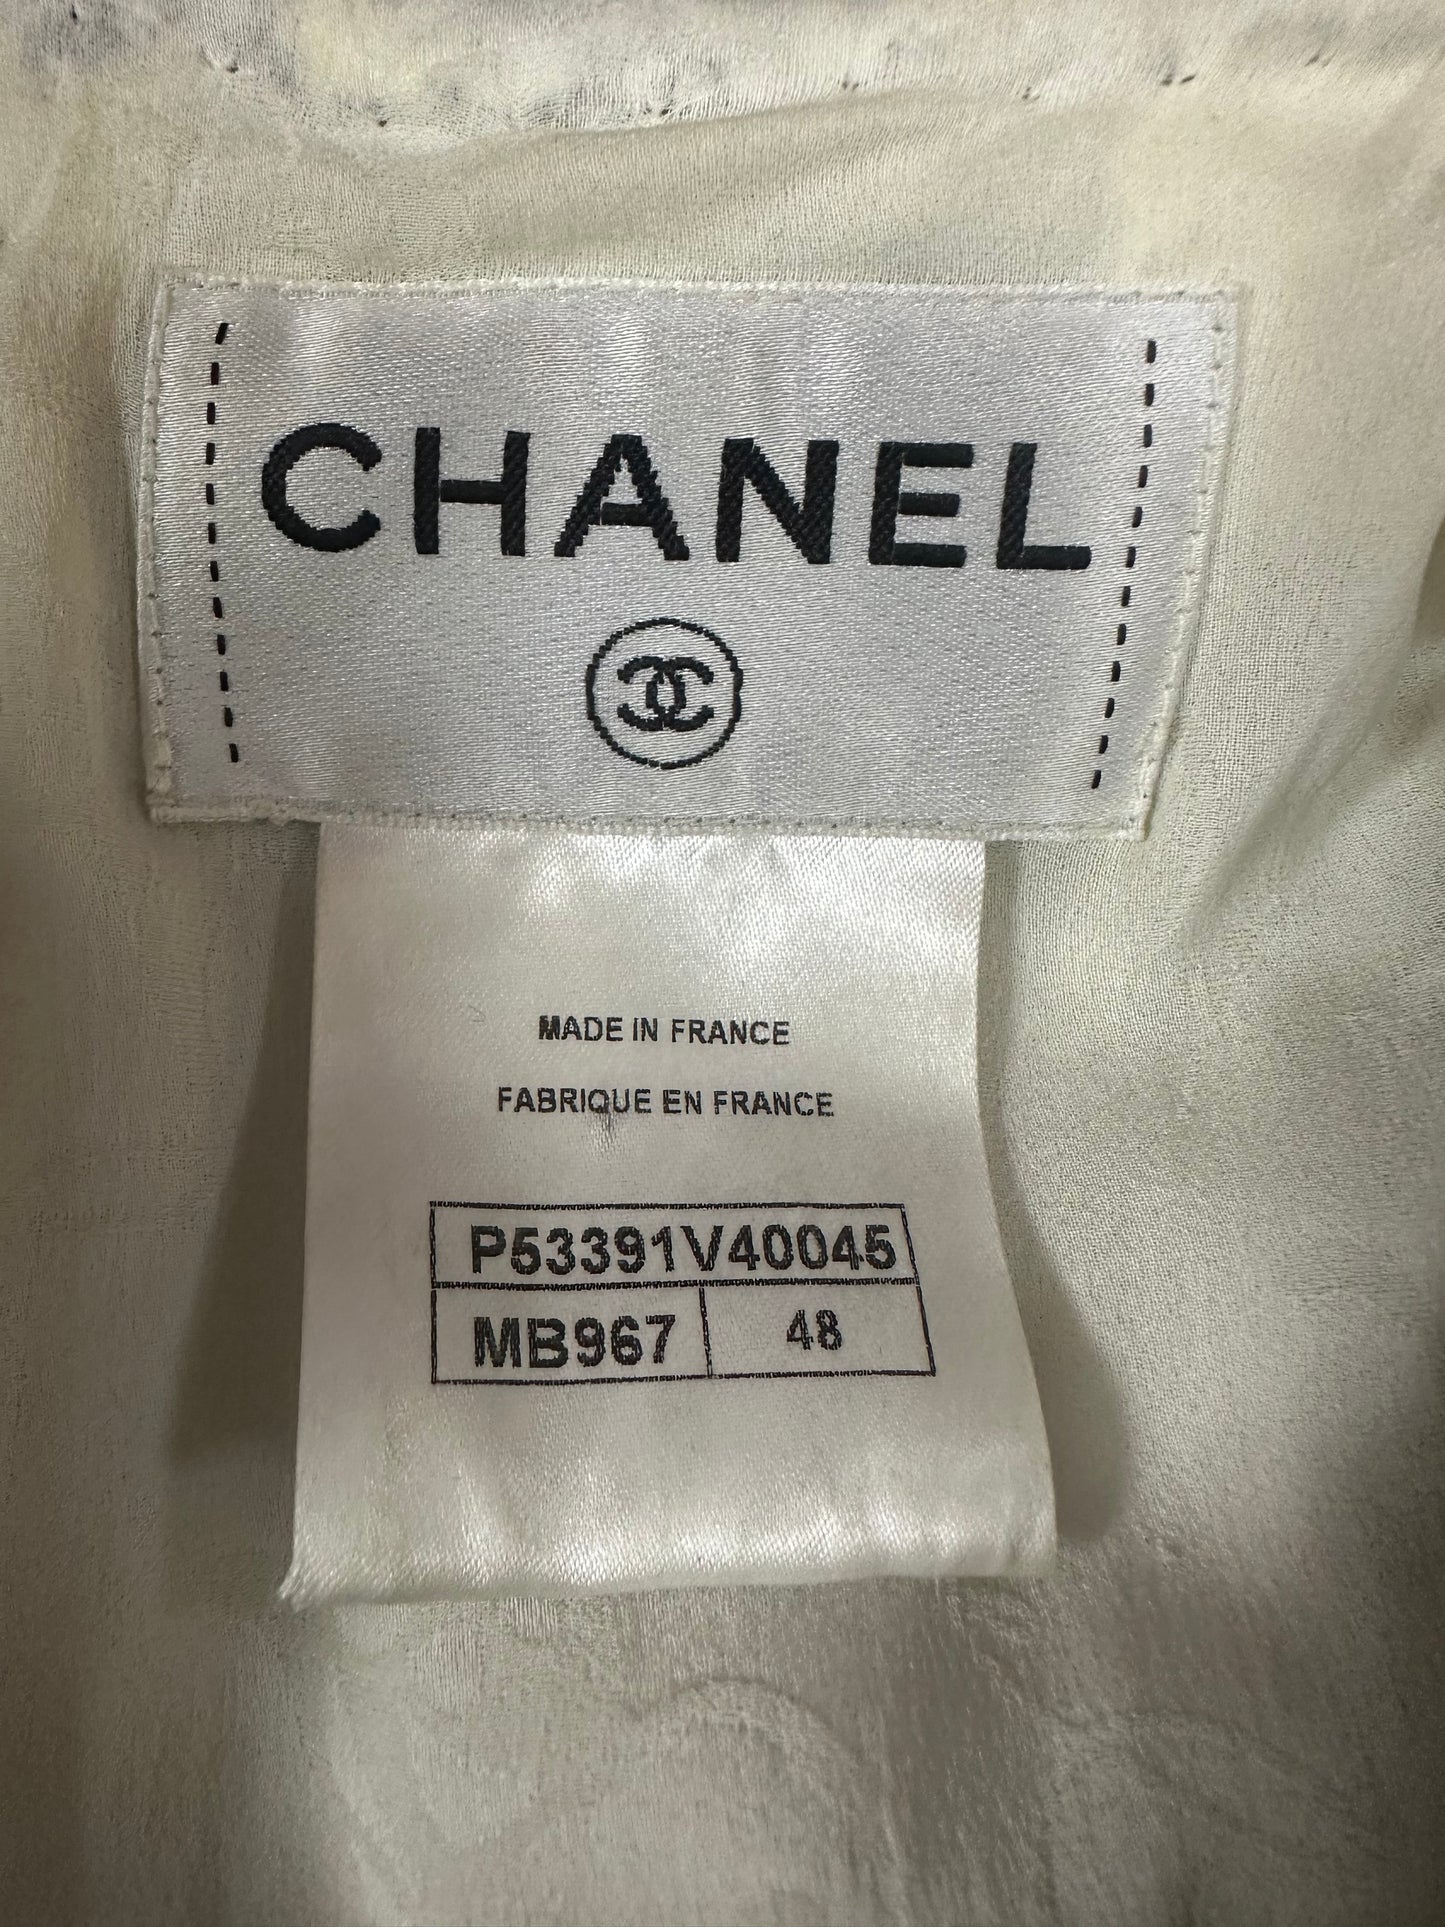 CHANEL
MADE IN FRANCE
FABRIQUE EN FRANCE
P53391V40045
MB967 48